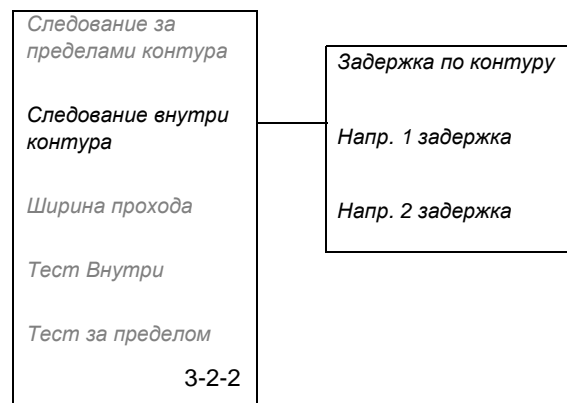 Следование за
пределами контура
Следование внутри
контура
Ширина прохода
Тест Внутри
Тест за пределом
3-2-2
Задержка по контуру
Напр. 1 задержка
Напр. 2 задержка